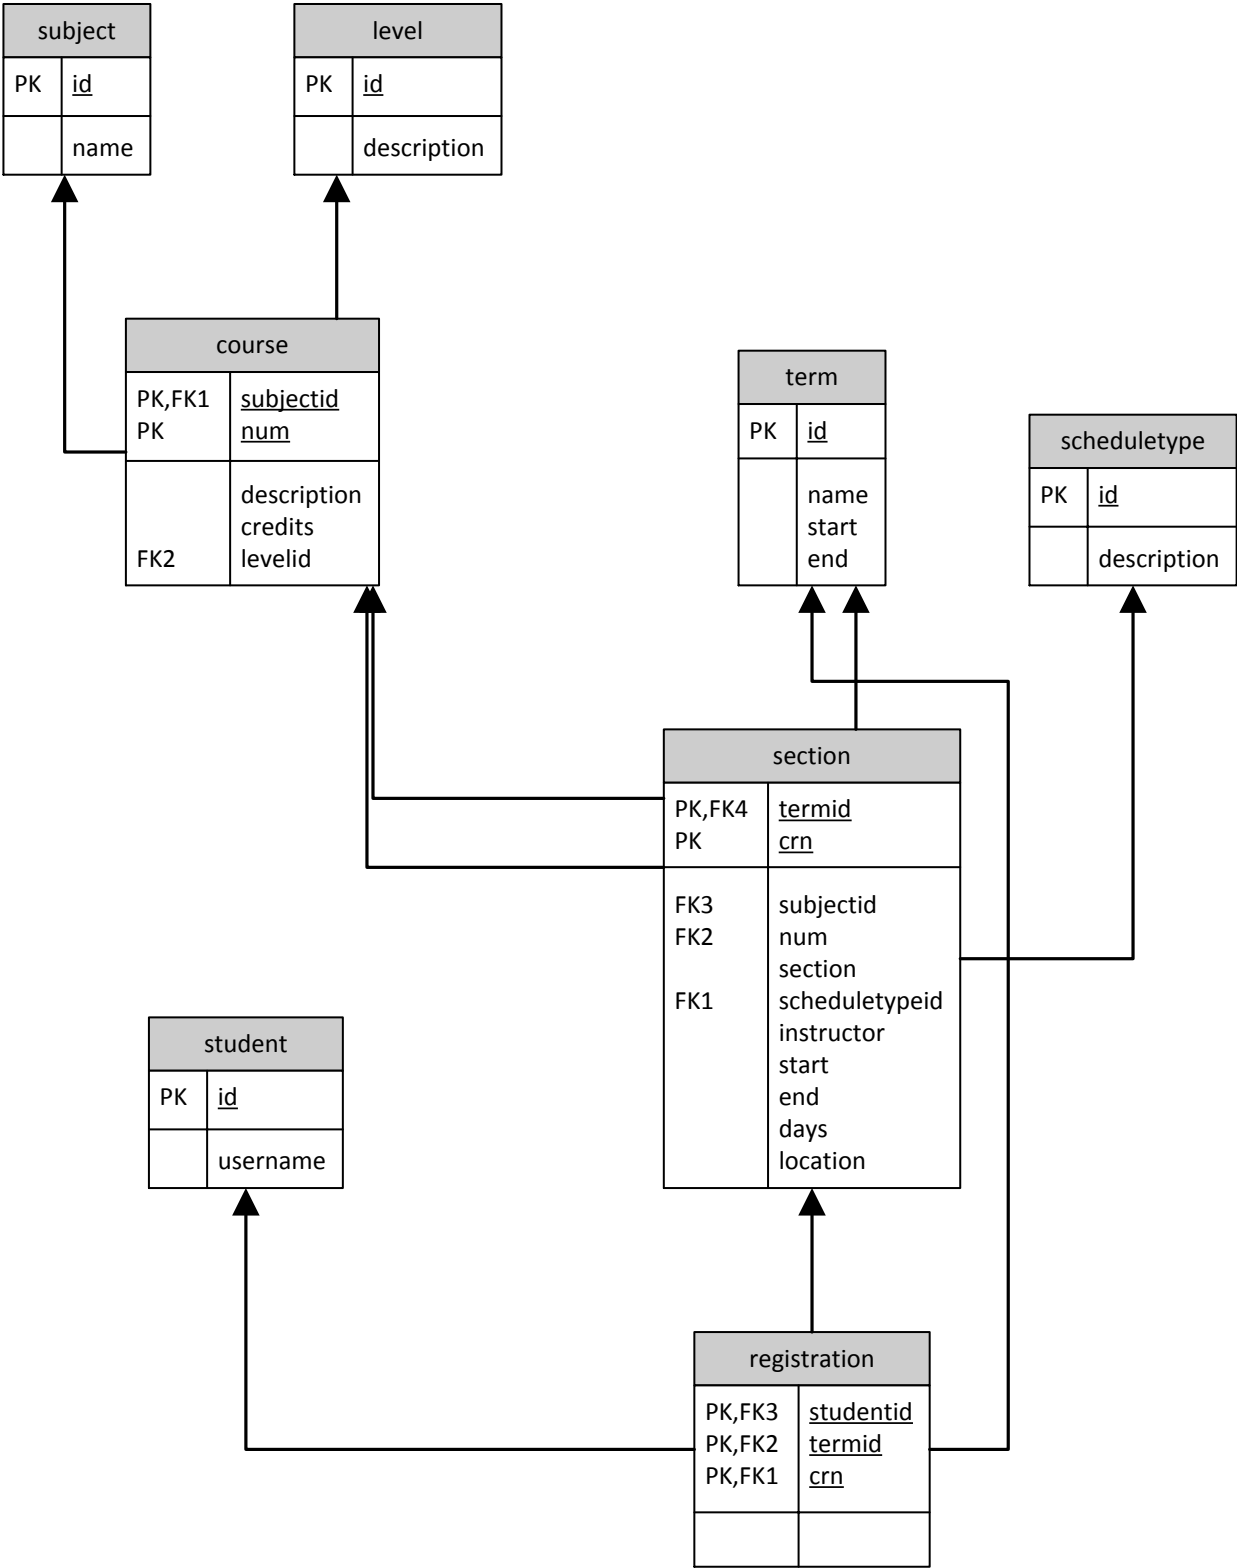 subject
PK id
name
level
PK id
description
course
PK,FK1 subjectid
PK num
description
credits
FK2 levelid
term
PK id
name
start
end
scheduletype
PK id
description
section
PK,FK4 termid
PK crn
FK3 subjectid
FK2 num
section
FK1 scheduletypeid
instructor
start
end
days
location
student
PK id
username
registration
PK,FK3 studentid
PK,FK2 termid
PK,FK1 crn